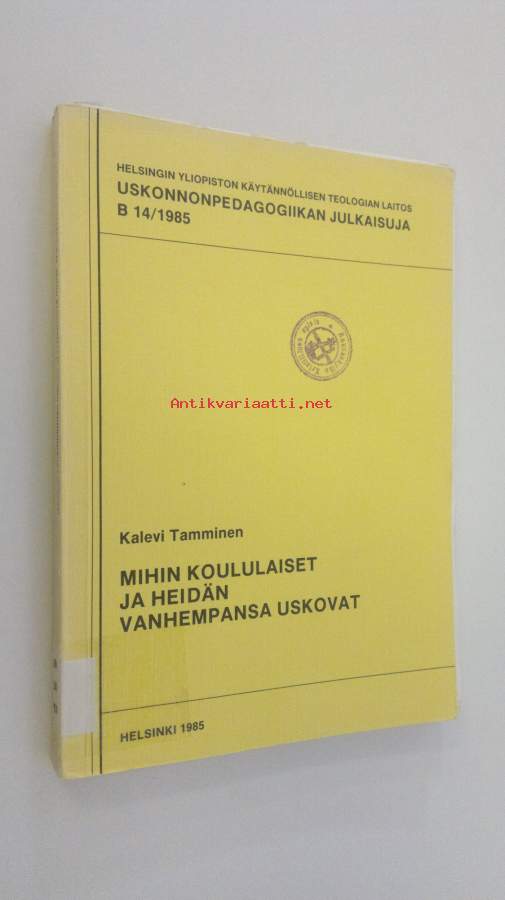 HELSINGIN YLIOPISTON KÄYTÄNNÖLLISEN TEOLOGIAN LAITOS
USKONNONPEDAGOGIIKAN JULKAISUJA
B 14/1985
Antikvariaatti.net
Kalevi Tamminen
MIHIN KOULULAISET
JA HEIDÄN
VANHEMPANSA USKOVAT
HELSINKI 1985